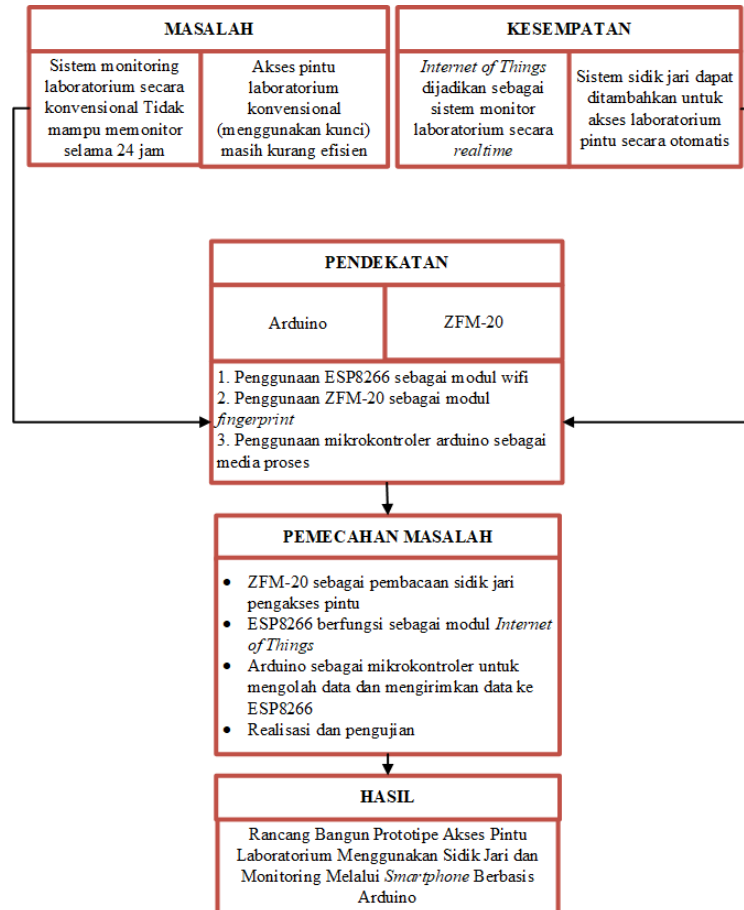 MASALAH
Sistem monitoring
laboratorium secara
konvensional Tidak
mampu memonitor
selama 24 jam
Akses pintu
laboratorium
konvensional
(menggunakan kunci)
masih kurang efisien
KESEMPATAN
Internet of Things
dijadikan sebagai
sistem monitor
laboratorium secara
realtime
Sistem sidik jari dapat
ditambahkan untuk
akses laboratorium
pintu secara otomatis
PENDEKATAN
Arduino
ZFM-20
1. Penggunaan ESP8266 sebagai modul wifi
2. Penggunaan ZFM-20 sebagai modul
fingerprint
3. Penggunaan mikrokontroler arduino sebagai
media proses
PEMECAHAN MASALAH
• ZFM-20 sebagai pembacaan sidik jari
pengakses pintu
• ESP8266 berfungsi sebagai modul Internet
of Things
• Arduino sebagai mikrokontroler untuk
mengolah data dan mengirimkan data ke
ESP8266
• Realisasi dan pengujian
HASIL
Rancang Bangun Prototipe Akses Pintu
Laboratorium Menggunakan Sidik Jari dan
Monitoring Melalui Smartphone Berbasis
Arduino